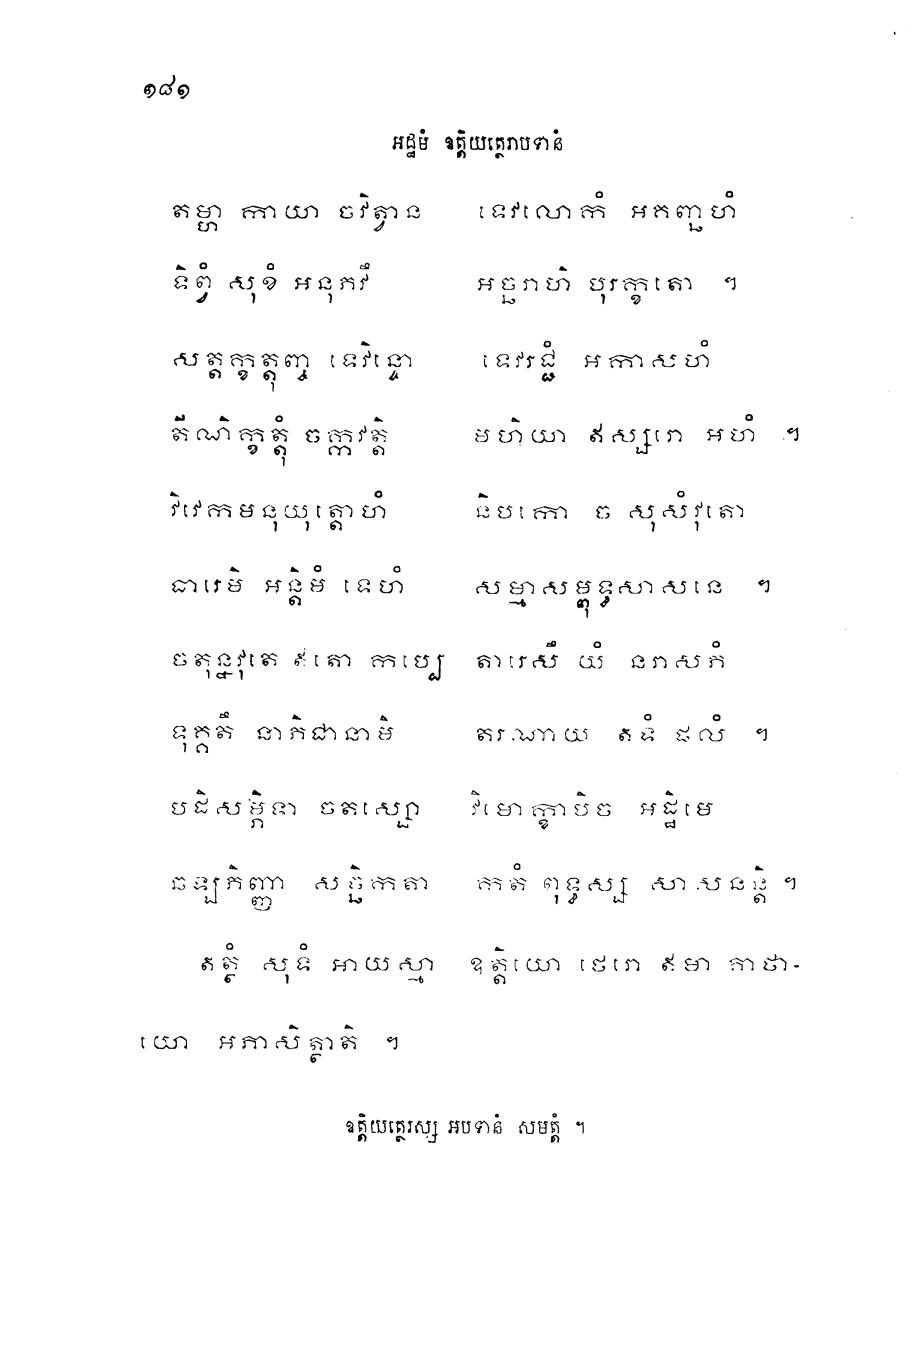 ១៨១
អដ្ឋមំ ឧត្តិយត្ថេរាបទានំ
តម្ហា កាយា ចវិត្វាន ទេវលោកំ អគញ្ឆហំ
ទិព្វំ សុខំ អនុភវឹ អច្ឆរាហិ បុរក្ខតោ ។
សត្តក្ខត្តុញ្ច ទេវិន្ទោ ទេវរជ្ជំ អកាសហំ
តីណិក្ខត្តុំ ចក្កវត្តិ មហិយា ឥស្សរោ អហំ ។
វិវេកមនុយុត្តោហំ និបកោ ច សុសំវុតោ
ធារេមិ អន្តិមំ ទេហំ សម្មាសម្ពុទ្ធសាសនេ ។
ចតុន្នវុតេ ឥតោ កប្បេ តារេសឹ យំ នរាសភំ
ទុគ្គតឹ នាភិជានាមិ តរណាយ ឥទំ ផលំ ។
បដិសម្ភិទា ចតស្សោ វិមោក្ខាបិច អដ្ឋិមេ
ឆឡភិញ្ញា សច្ឆិកតា កតំ ពុទ្ធស្ស សាសនន្តិ ។
ឥត្ថំ សុទំ អាយស្មា ឧត្តិយោ ថេរោ ឥមា គាថា-
យោ អភាសិត្ថាតិ ។
ឧត្តិយត្ថេរស្ស អបទានំ សមត្តំ ។